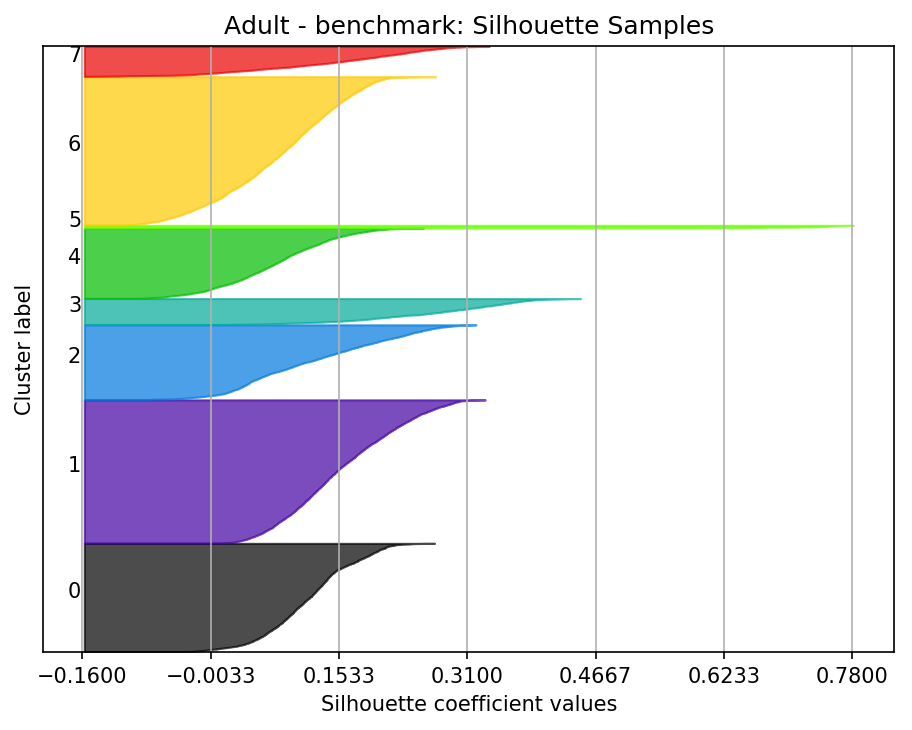 Adult - benchmark: Silhouette Samples
7
6
5
4
3
2
1
0
Cluster label
−0.1600 −0.0033 0.1533 0.3100 0.4667 0.6233 0.7800
Silhouette coefficient values